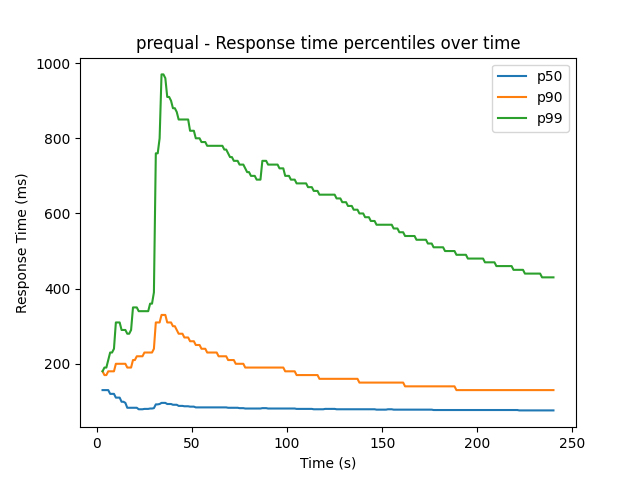 prequal - Response time percentiles over time
p50
p90
p99
1000
800
600
400
200
Response Time (ms)
0
50
100
150
200
250
Time (s)